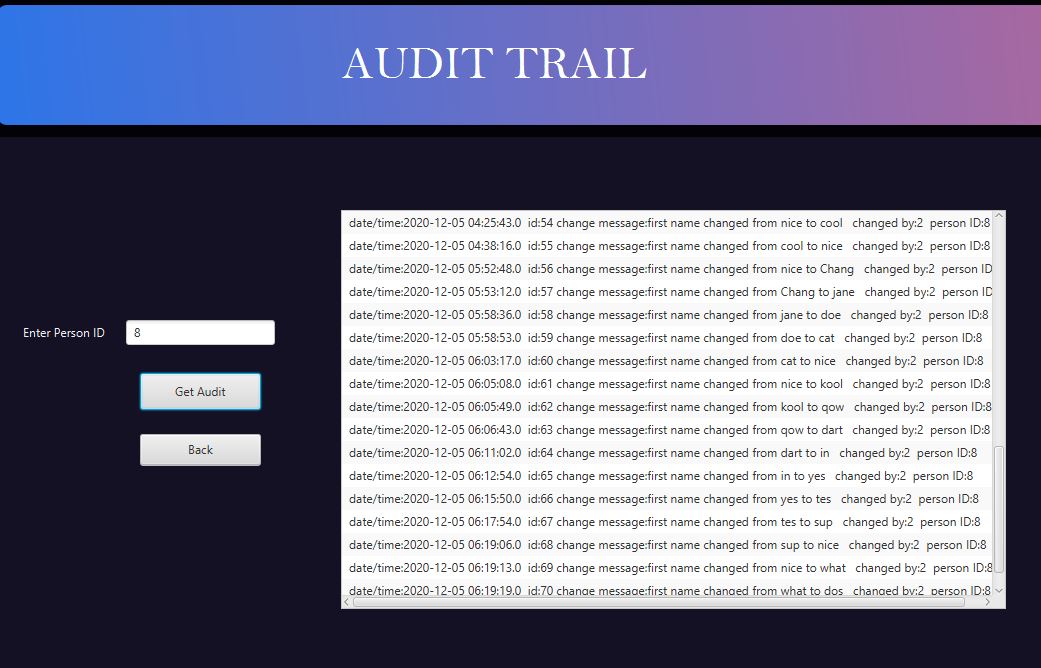 AUDIT TRAIL
Enter Person ID 8
Get Audit
Back
date/time:2020-12-05 04:25:43.0 id:54 change message:first name changed from nice to cool changed by:2 person ID:8
date/time:2020-12-05 04:38:16.0 id:55 change message:first name changed from cool to nice changed by:2 person ID:8
date/time:2020-12-05 05:52:48.0 id:56 change message:first name changed from nice to Chang changed by:2 person ID
date/time:2020-12-05 05:53:12.0 id:57 change message:first name changed from Chang to jane changed by:2 person ID
date/time:2020-12-05 05:58:36.0 id:58 change message:first name changed from jane to doe changed by:2 person ID:8
date/time:2020-12-05 05:58:53.0 id:59 change message:first name changed from doe to cat changed by:2 person ID:8
date/time:2020-12-05 06:03:17.0 id:60 change message:first name changed from cat to nice changed by:2 person ID:8
date/time:2020-12-05 06:05:08.0 id:61 change message:first name changed from nice to kool changed by:2 person ID:8
date/time:2020-12-05 06:05:49.0 id:62 change message:first name changed from kool to qow changed by:2 person ID:8
date/time:2020-12-05 06:06:43.0 id:63 change message:first name changed from qow to dart changed by:2 person ID:8
date/time:2020-12-05 06:11:02.0 id:64 change message:first name changed from dart to in changed by:2 person ID:8
date/time:2020-12-05 06:12:54.0 id:65 change message:first name changed from in to yes changed by:2 person ID:8
date/time:2020-12-05 06:15:50.0 id:66 change message:first name changed from yes to tes changed by:2 person ID:8
date/time:2020-12-05 06:17:54.0 id:67 change message:first name changed from tes to sup changed by:2 person ID:8
date/time:2020-12-05 06:19:06.0 id:68 change message:first name changed from sup to nice changed by:2 person ID:8
date/time:2020-12-05 06:19:13.0 id:69 change message:first name changed from nice to what changed by:2 person ID:8
date/time:2020-12-05 06:19:19.0 id:70 change message:first name changed from what to dos changed by:2 person ID:8